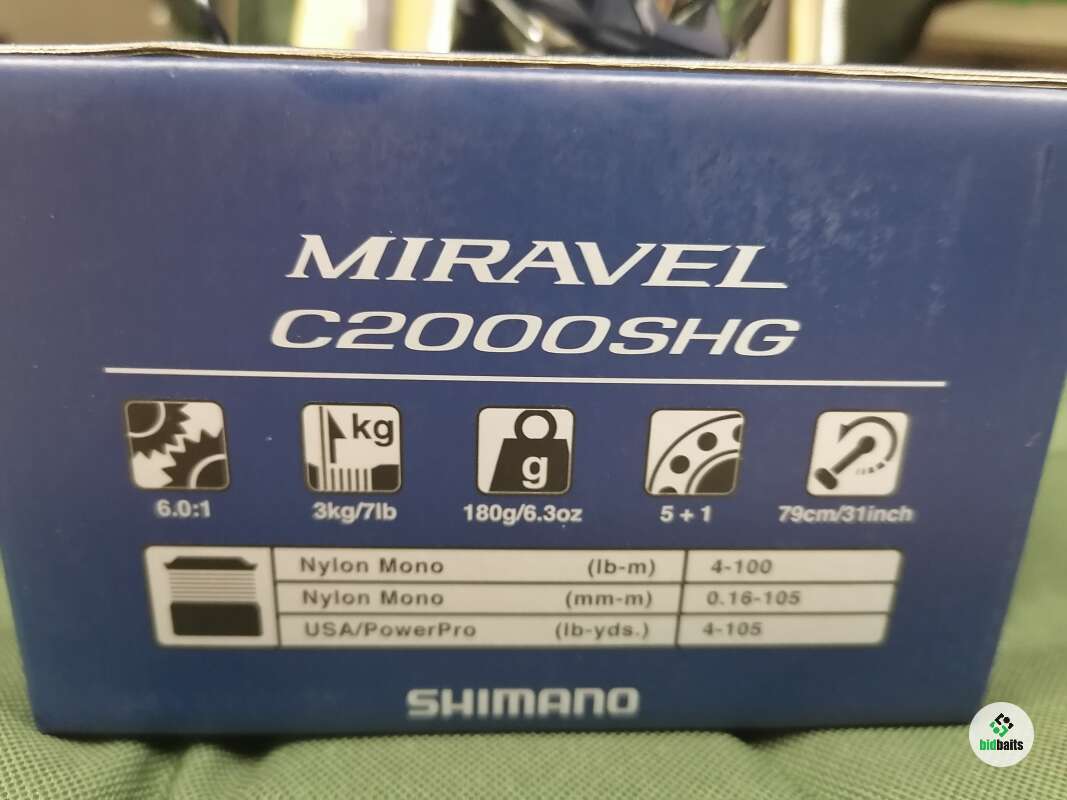 MIRAVEL
C2000SHG
kg
g
6.0:1 3kg/7lb 180g/6.3oz 5+1 79cm/31inch
Nylon Mono (lb-m) 4-100
Nylon Mono (mm-m) 0.16-105
USA/PowerPro (lb-yds.) 4-105
SHIMANO
bidbaits